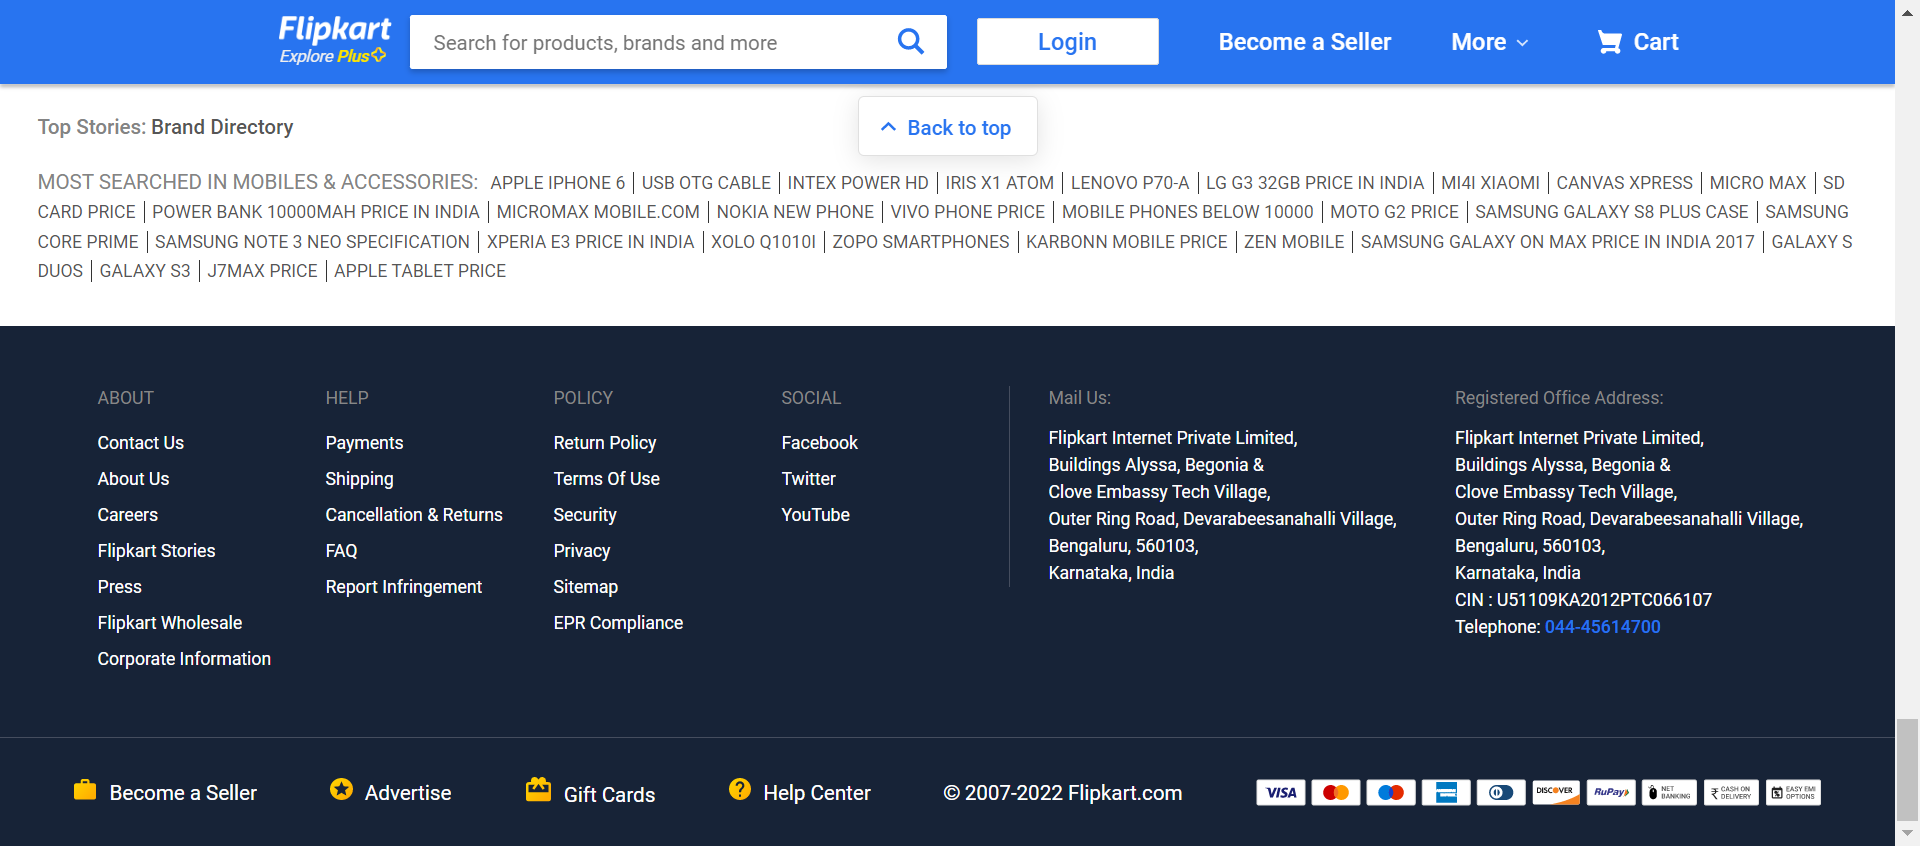 Flipkart
Explore Plus
Search for products, brands and more
Login
Become a Seller
More
Cart
Back to top
Top Stories: Brand Directory
MOST SEARCHED IN MOBILES & ACCESSORIES: APPLE IPHONE 6 | USB OTG CABLE | INTEX POWER HD | IRIS X1 ATOM | LENOVO P70-A | LG G3 32GB PRICE IN INDIA | MI4I XIAOMI | CANVAS XPRESS | MICRO MAX | SD
CARD PRICE | POWER BANK 10000MAH PRICE IN INDIA | MICROMAX MOBILE.COM | NOKIA NEW PHONE | VIVO PHONE PRICE | MOBILE PHONES BELOW 10000 | MOTO G2 PRICE | SAMSUNG GALAXY S8 PLUS CASE | SAMSUNG
CORE PRIME | SAMSUNG NOTE 3 NEO SPECIFICATION | XPERIA E3 PRICE IN INDIA | XOLO Q1010I | ZOPO SMARTPHONES | KARBONN MOBILE PRICE | ZEN MOBILE | SAMSUNG GALAXY ON MAX PRICE IN INDIA 2017 | GALAXY S
DUOS | GALAXY S3 | J7MAX PRICE | APPLE TABLET PRICE
ABOUT
Contact Us
About Us
Careers
Flipkart Stories
Press
Flipkart Wholesale
Corporate Information
HELP
Payments
Shipping
Cancellation & Returns
FAQ
Report Infringement
POLICY
Return Policy
Terms Of Use
Security
Privacy
Sitemap
EPR Compliance
SOCIAL
Facebook
Twitter
YouTube
Mail Us:
Flipkart Internet Private Limited,
Buildings Alyssa, Begonia &
Clove Embassy Tech Village,
Outer Ring Road, Devarabeesanahalli Village,
Bengaluru, 560103,
Karnataka, India
Registered Office Address:
Flipkart Internet Private Limited,
Buildings Alyssa, Begonia &
Clove Embassy Tech Village,
Outer Ring Road, Devarabeesanahalli Village,
Bengaluru, 560103,
Karnataka, India
CIN : U51109KA2012PTC066107
Telephone: 044-45614700
Become a Seller
Advertise
Gift Cards
Help Center
© 2007-2022 Flipkart.com
VISA
DISCOVER
RuPay
NET
BANKING
CASH ON
DELIVERY
EASY EMI
OPTIONS